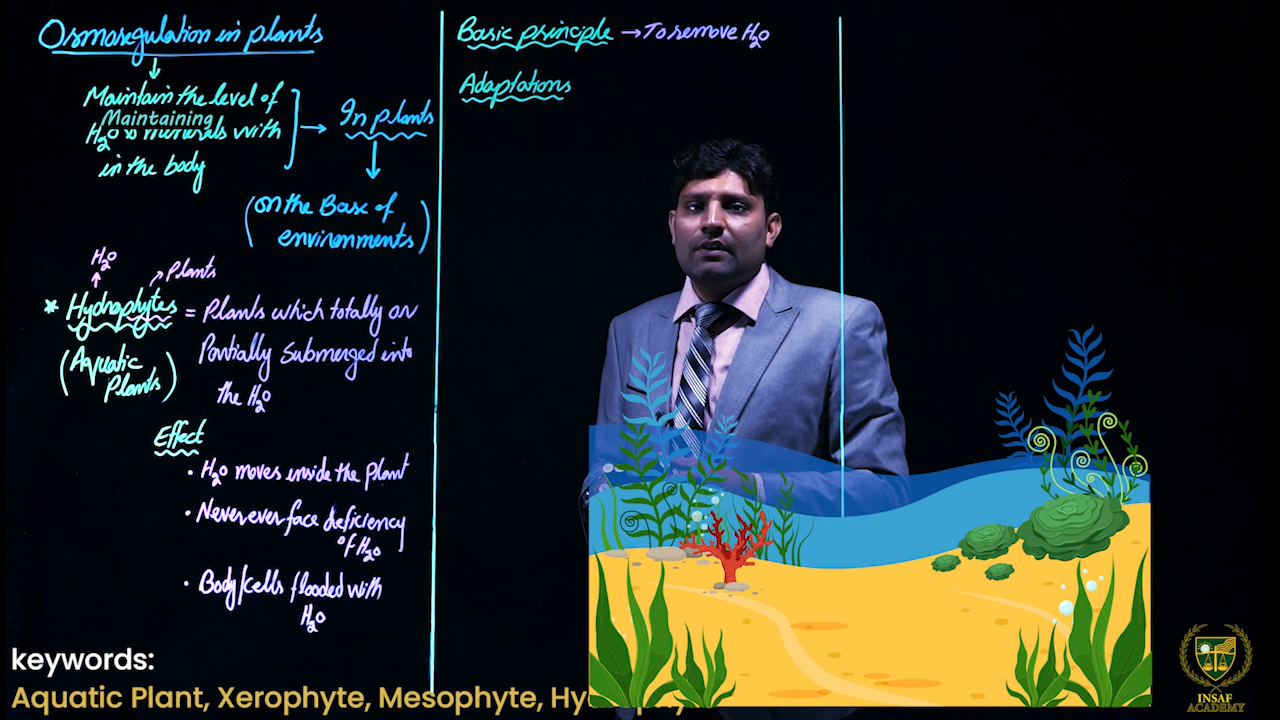 Osmoregulation in plants
Maintain the level of
Maintaining
H2O with
in the body
In plants
(on the Base of
environments)
H2O
Plants
* Hydrophytes = Plants which totally or
(Aquatic Plants)
Partially submerged into
the H2O
Effect
• H2O moves inside the plant
• Never ever face deficiency
of H2O
• Body/cells flooded with
H2O
Basic principle → To remove H2O
Adaptations
keywords:
Aquatic Plant, Xerophyte, Mesophyte,
INSAF
ACADEMY